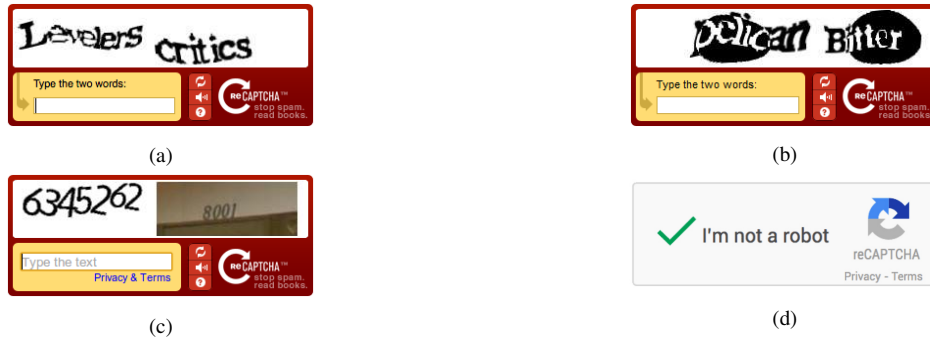 Levelers critics
Type the two words:
reCAPTCHA™
stop spam.
read books.
(a)
pelican Bitter
Type the two words:
reCAPTCHA™
stop spam.
read books.
(b)
6345262 8001
Type the text
Privacy & Terms
reCAPTCHA™
stop spam.
read books.
(c)
I'm not a robot
reCAPTCHA
Privacy - Terms
(d)